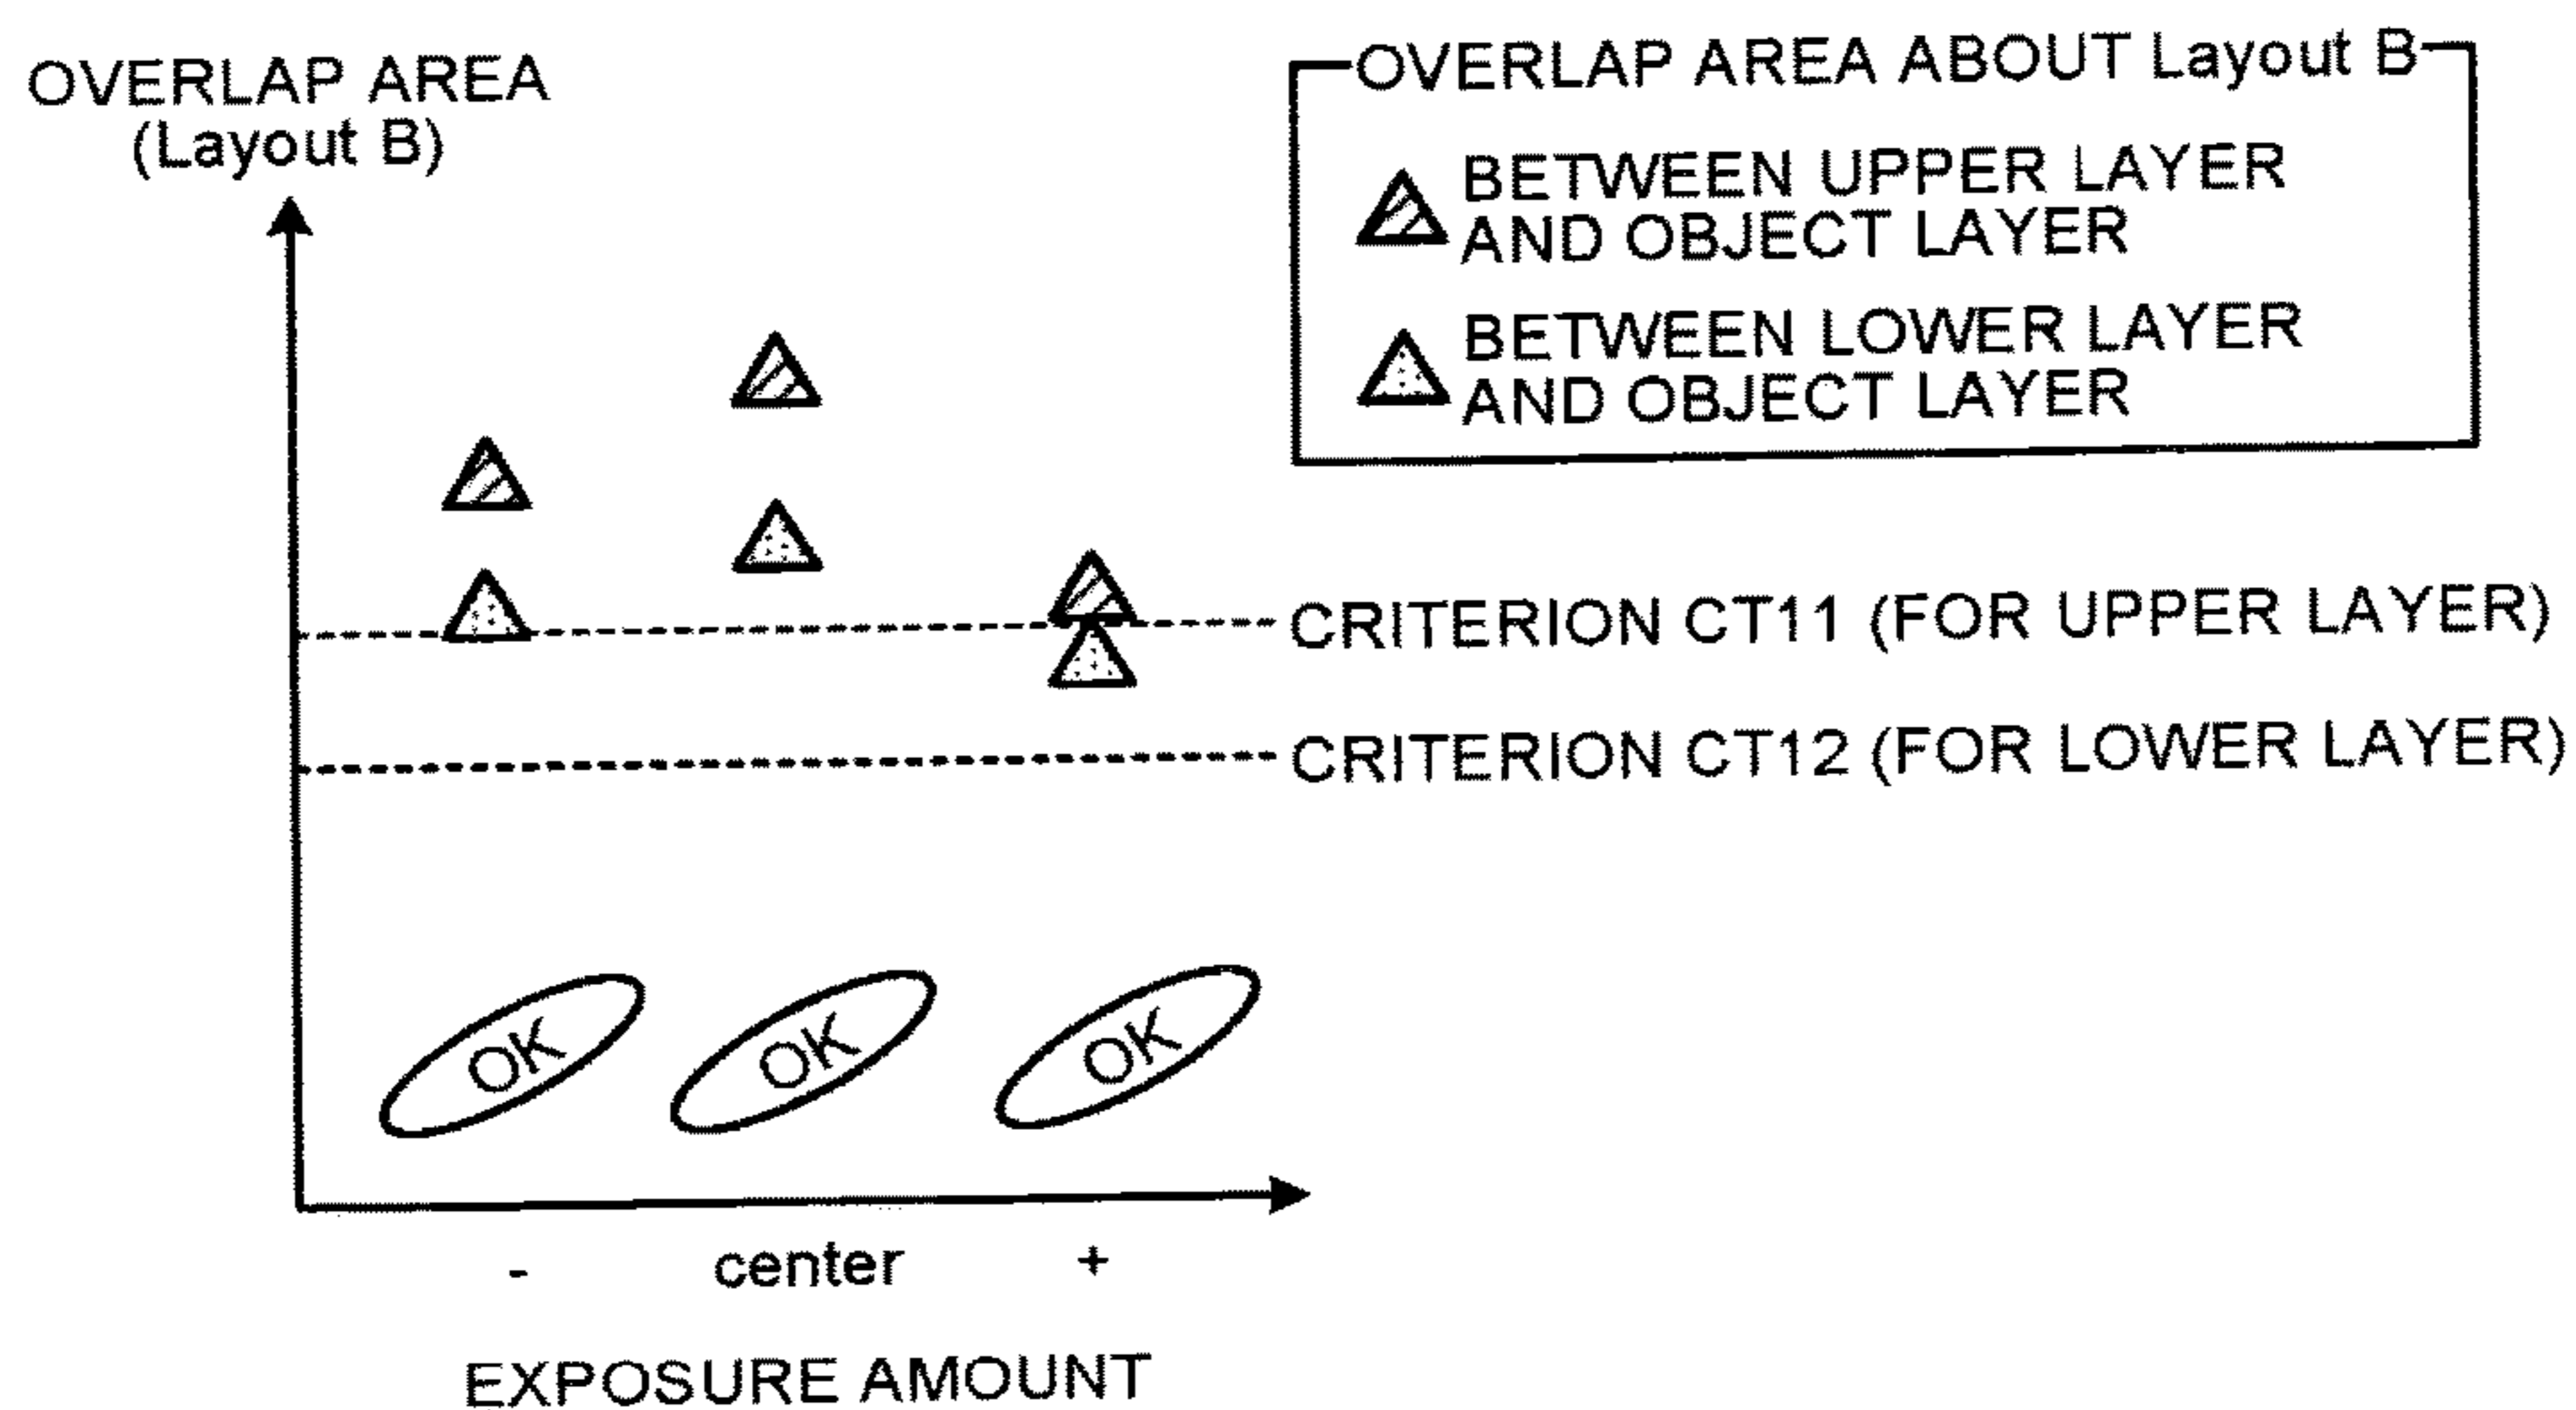 OVERLAP AREA
(Layout B)
OVERLAP AREA ABOUT Layout B
BETWEEN UPPER LAYER
AND OBJECT LAYER
BETWEEN LOWER LAYER
AND OBJECT LAYER
CRITERION CT11 (FOR UPPER LAYER)
CRITERION CT12 (FOR LOWER LAYER)
OK OK OK
- center +
EXPOSURE AMOUNT